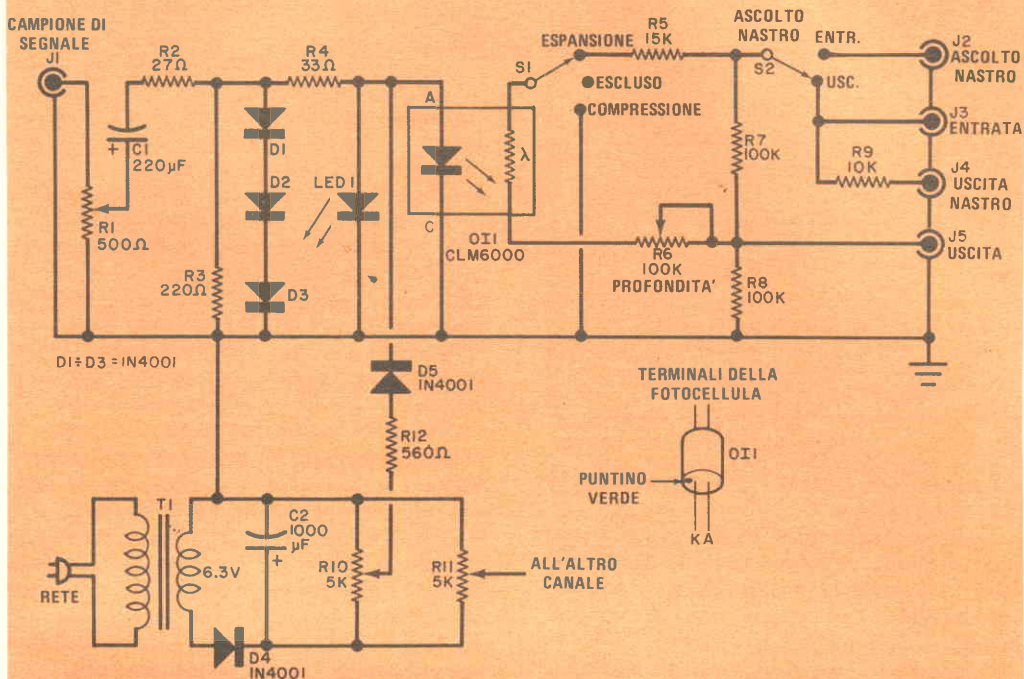 CAMPIONE DI
SEGNALE
J1
R2
27Ω
R4
33Ω
C1
+
220µF
R1
500Ω
R3
220Ω
D1
D2
D3
LED 1
A
C
λ
OI1
CLM6000
S1
ESPANSIONE
ESCLUSO
COMPRESSIONE
R5
15K
ASCOLTO
NASTRO
S2
ENTR.
USC.
J2
ASCOLTO
NASTRO
J3
ENTRATA
R9
10K
J4
USCITA
NASTRO
J5
USCITA
R7
100K
R6
100K
PROFONDITA'
R8
100K
D1÷D3=1N4001
D5
1N4001
R12
560Ω
TERMINALI DELLA
FOTOCELLULA
OI1
PUNTINO
VERDE
K A
T1
RETE
6.3V
C2
1000
µF
+
R10
5K
R11
5K
ALL'ALTRO
CANALE
D4
1N4001